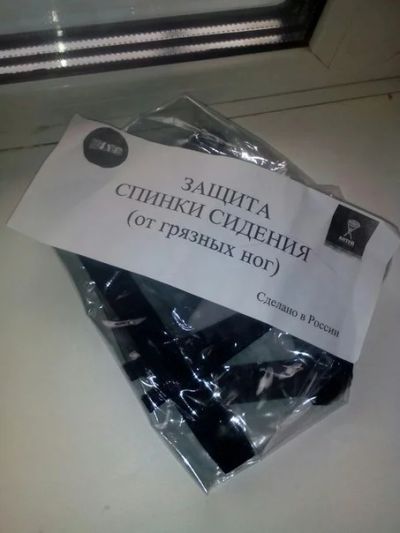 ЗАЩИТА
СПИНКИ СИДЕНИЯ
(от грязных ног)
Сделано в России